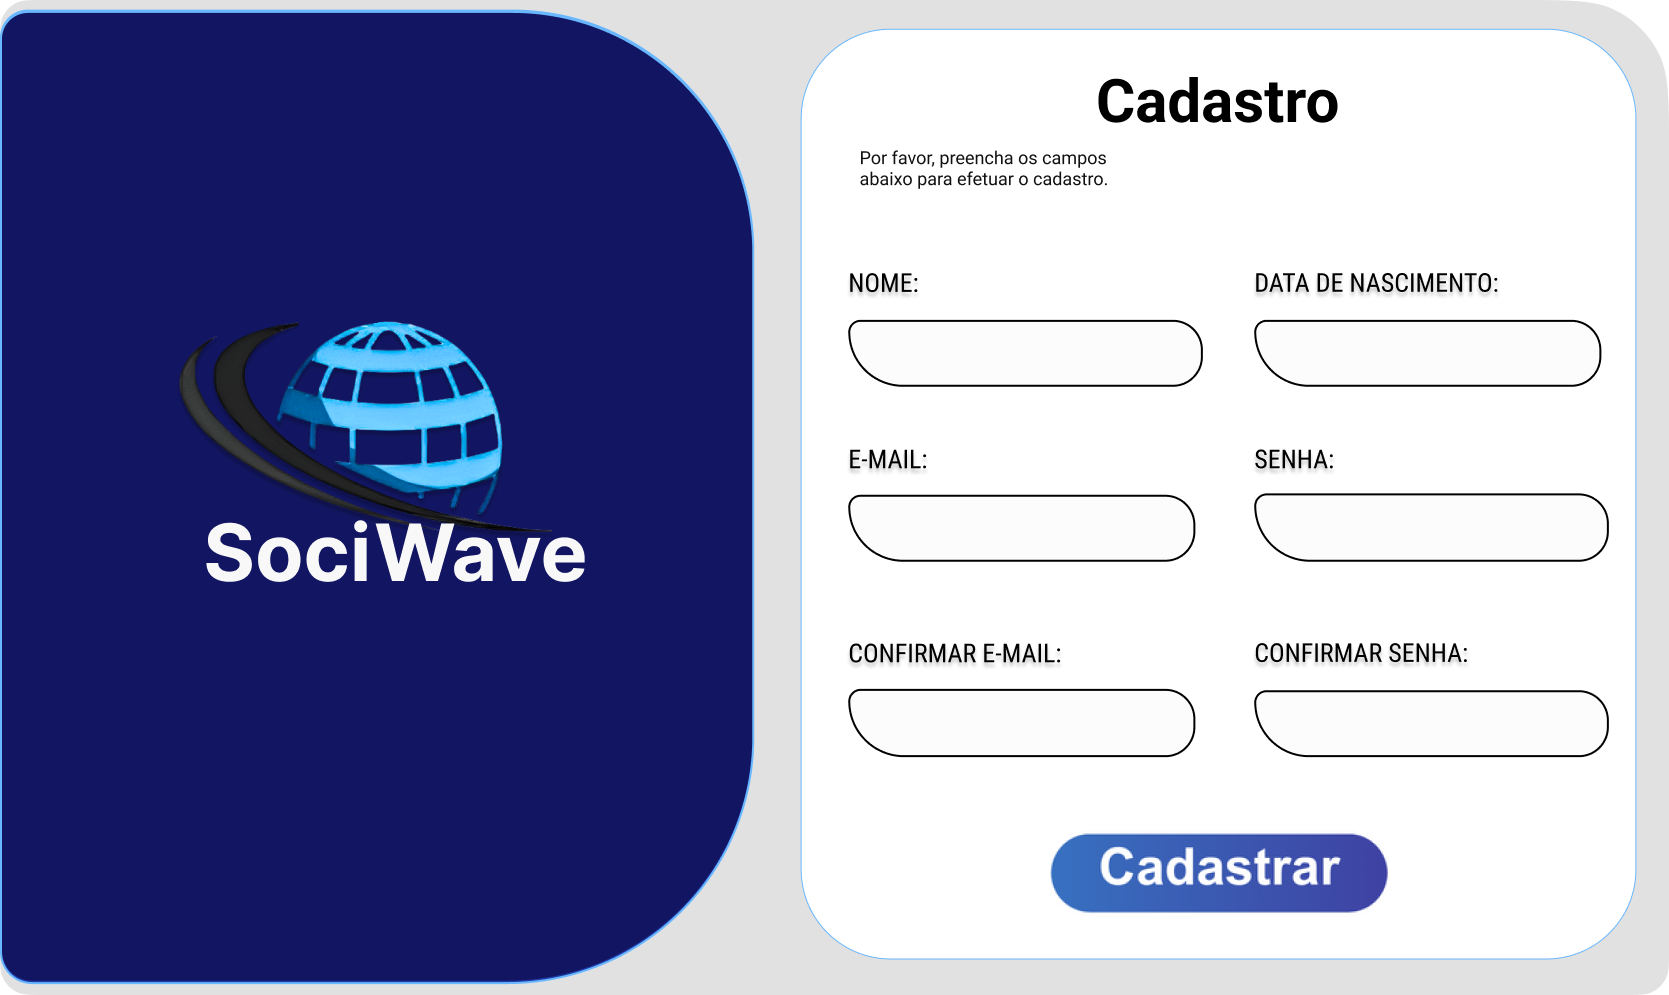 SociWave
Cadastro
Por favor, preencha os campos
abaixo para efetuar o cadastro.
NOME:
DATA DE NASCIMENTO:
E-MAIL:
SENHA:
CONFIRMAR E-MAIL:
CONFIRMAR SENHA:
Cadastrar